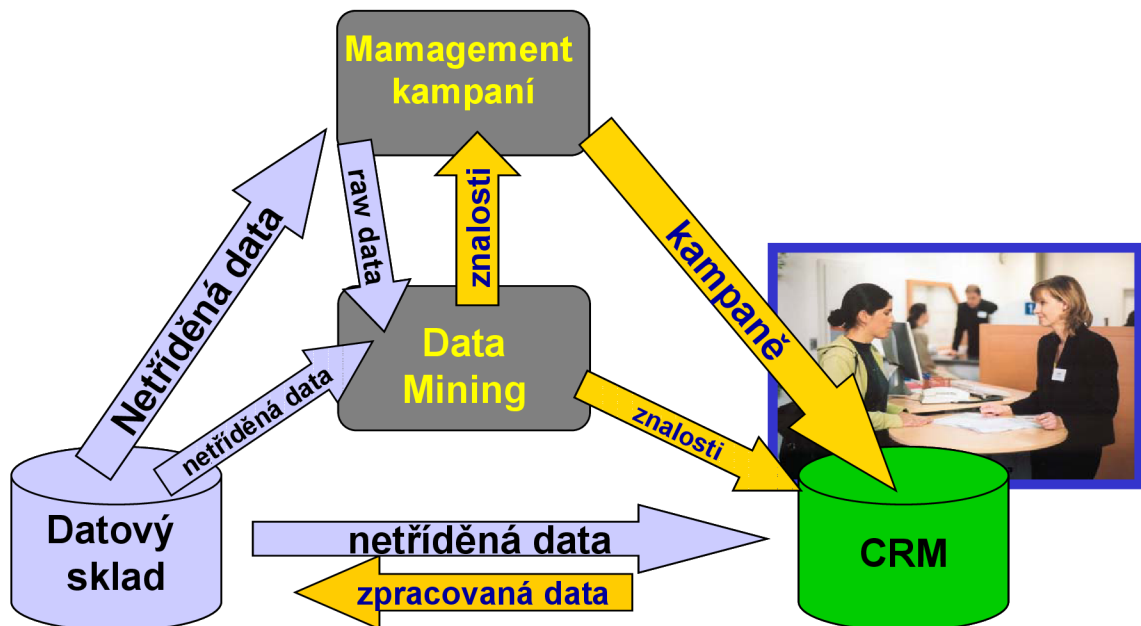 Mamagement
kampaní
raw data
znalosti
Netříděná data
kampaně
Data
Mining
netříděná data
znalosti
Datový
sklad
netříděná data
CRM
zpracovaná data